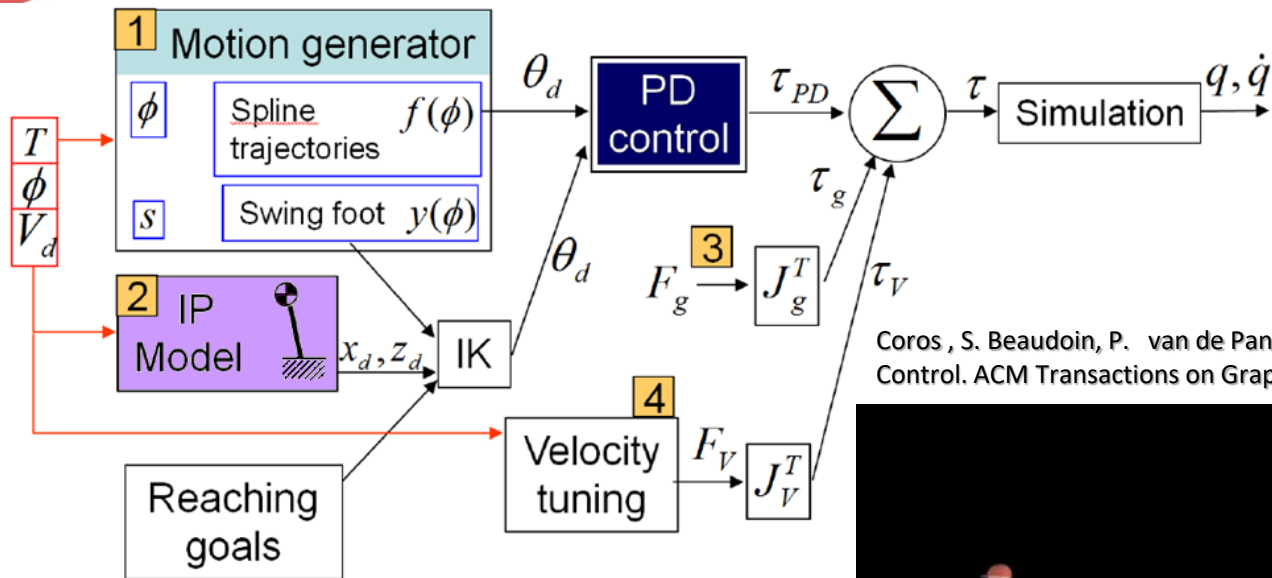 1 Motion generator
ϕ
Spline f(ϕ)
trajectories
s
Swing foot y(ϕ)
T
ϕ
V_d
θ_d
PD
control
τ_PD
Σ
τ
Simulation
q, q̇
2 IP
Model
x_d, z_d
IK
θ_d
3
F_g
J_g^T
τ_g
τ_V
Reaching
goals
4
Velocity
tuning
F_V
J_V^T
Coros , S. Beaudoin, P. van de Pan
Control. ACM Transactions on Grap